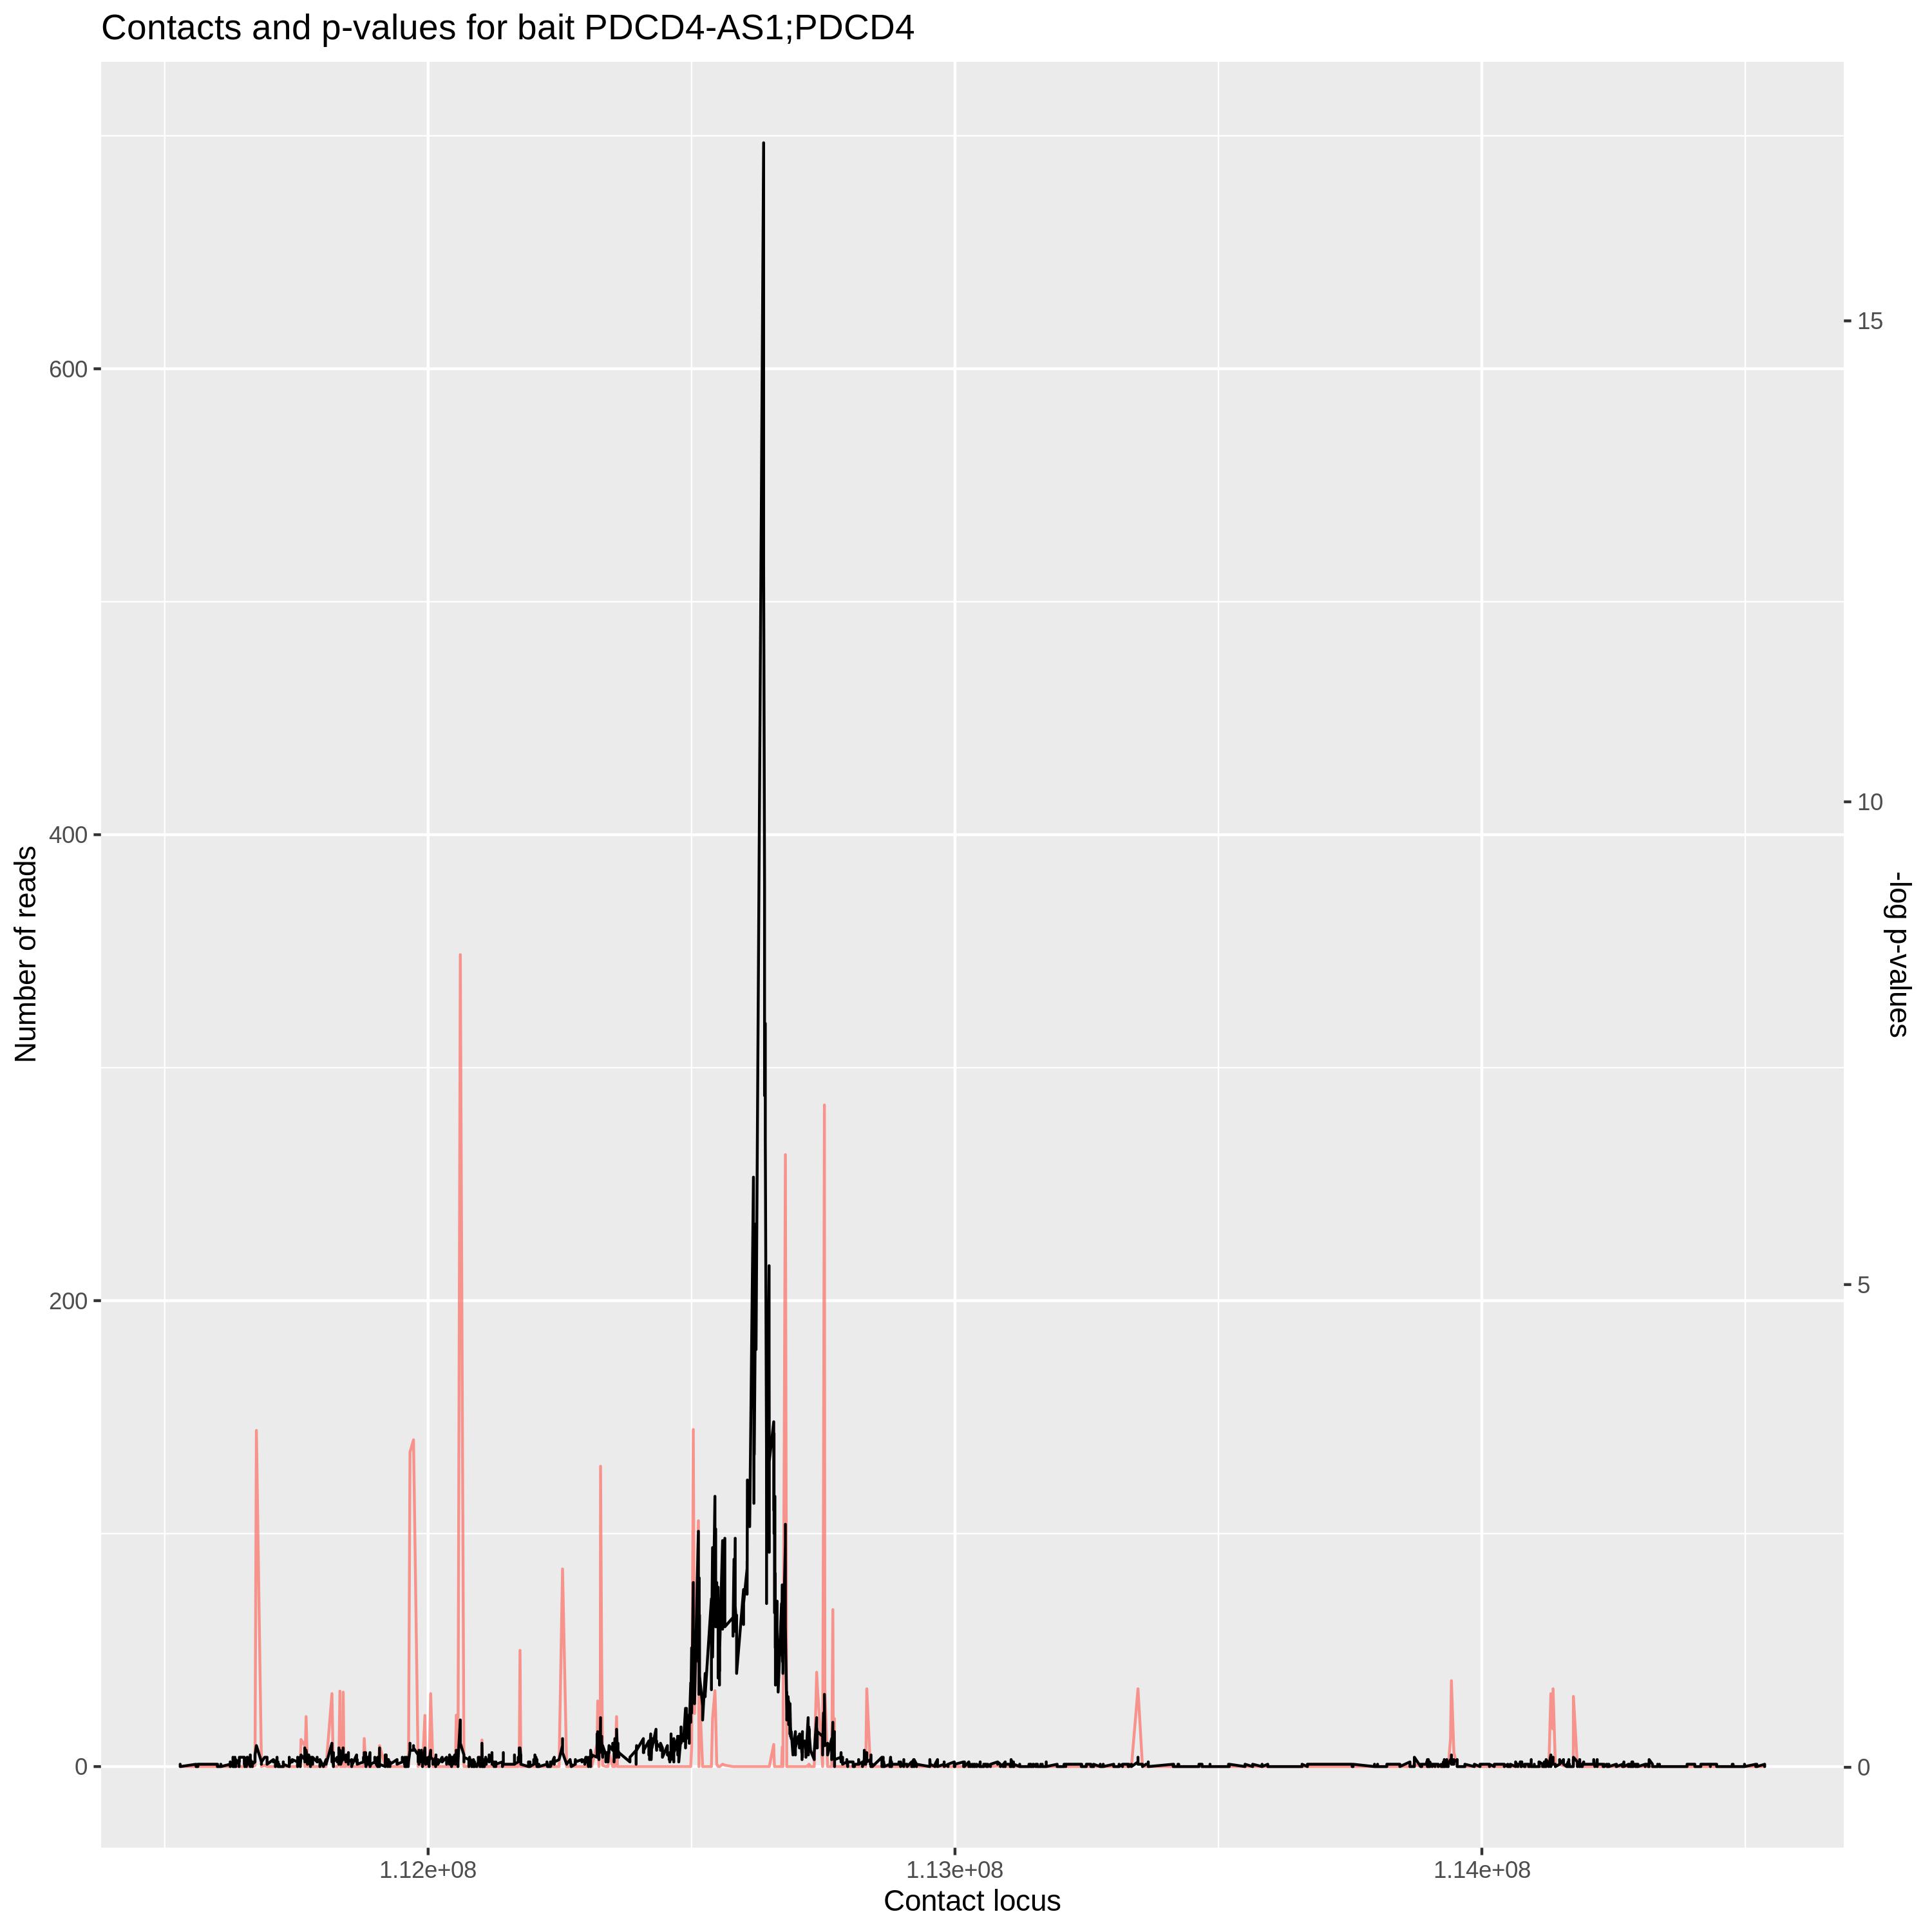 Contacts and p-values for bait PDCD4-AS1;PDCD4
600
400
200
0
15
10
5
0
Number of reads
-log p-values
1.12e+08
1.13e+08
1.14e+08
Contact locus